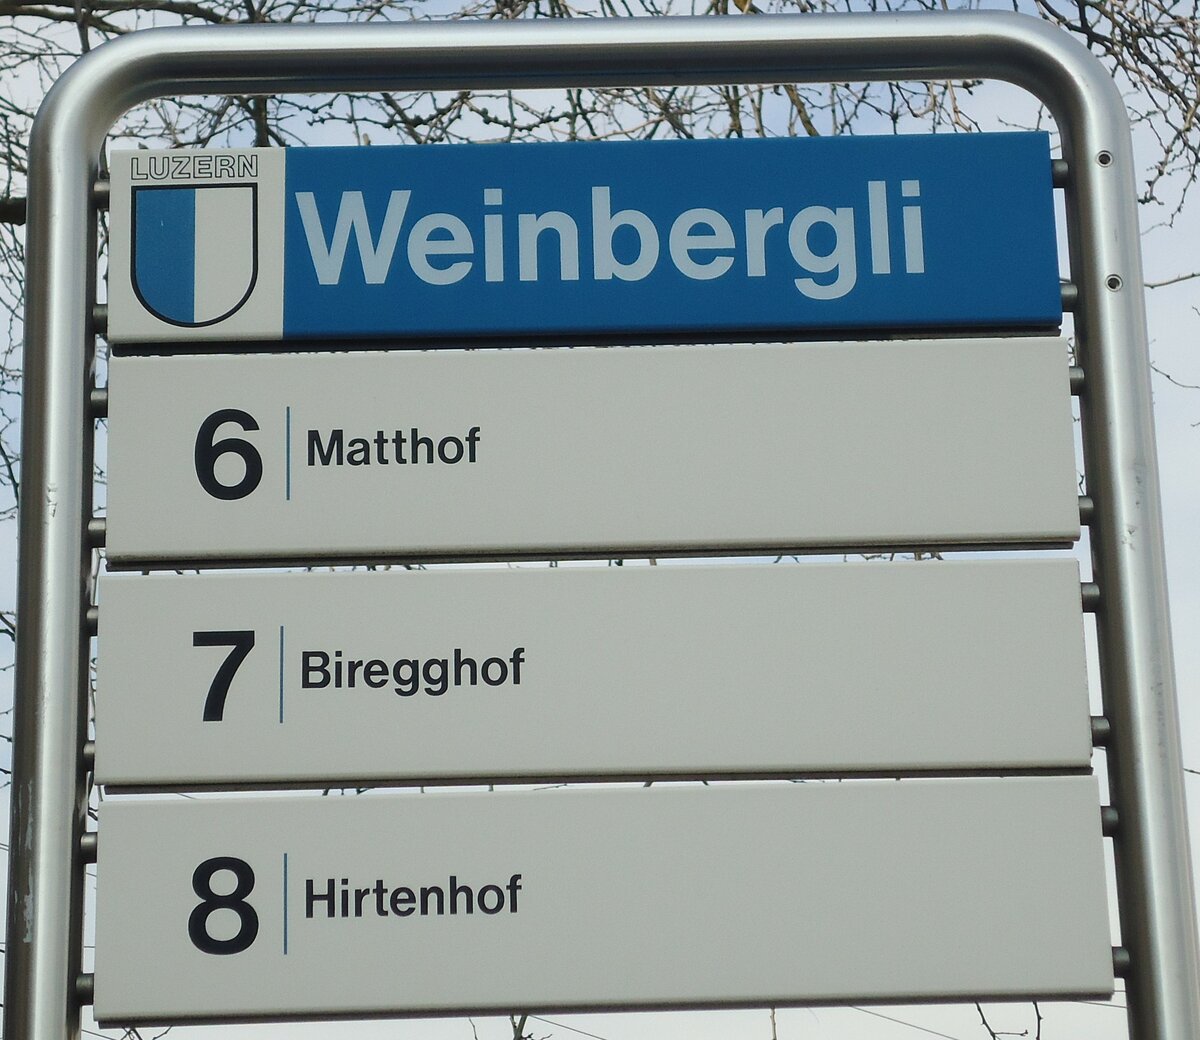 LUZERN
Weinbergli
6 Matthof
7 Biregghof
8 Hirtenhof